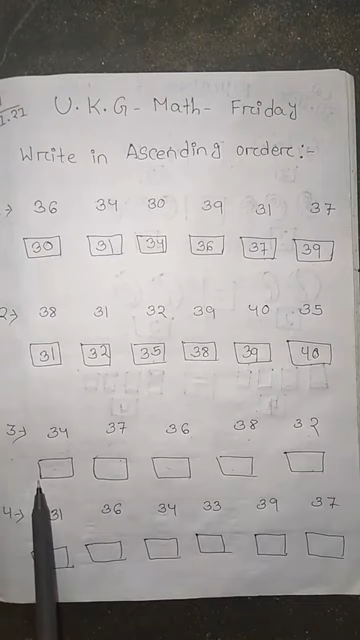 1.21 U.K.G - Math - Friday
Write in Ascending order :-
36 34 30 39 31 37
30 31 34 36 37 39
2→ 38 31 32 39 40 35
31 32 35 38 39 40
3→ 34 37 36 38 32
4→ 31 36 34 33 39 37